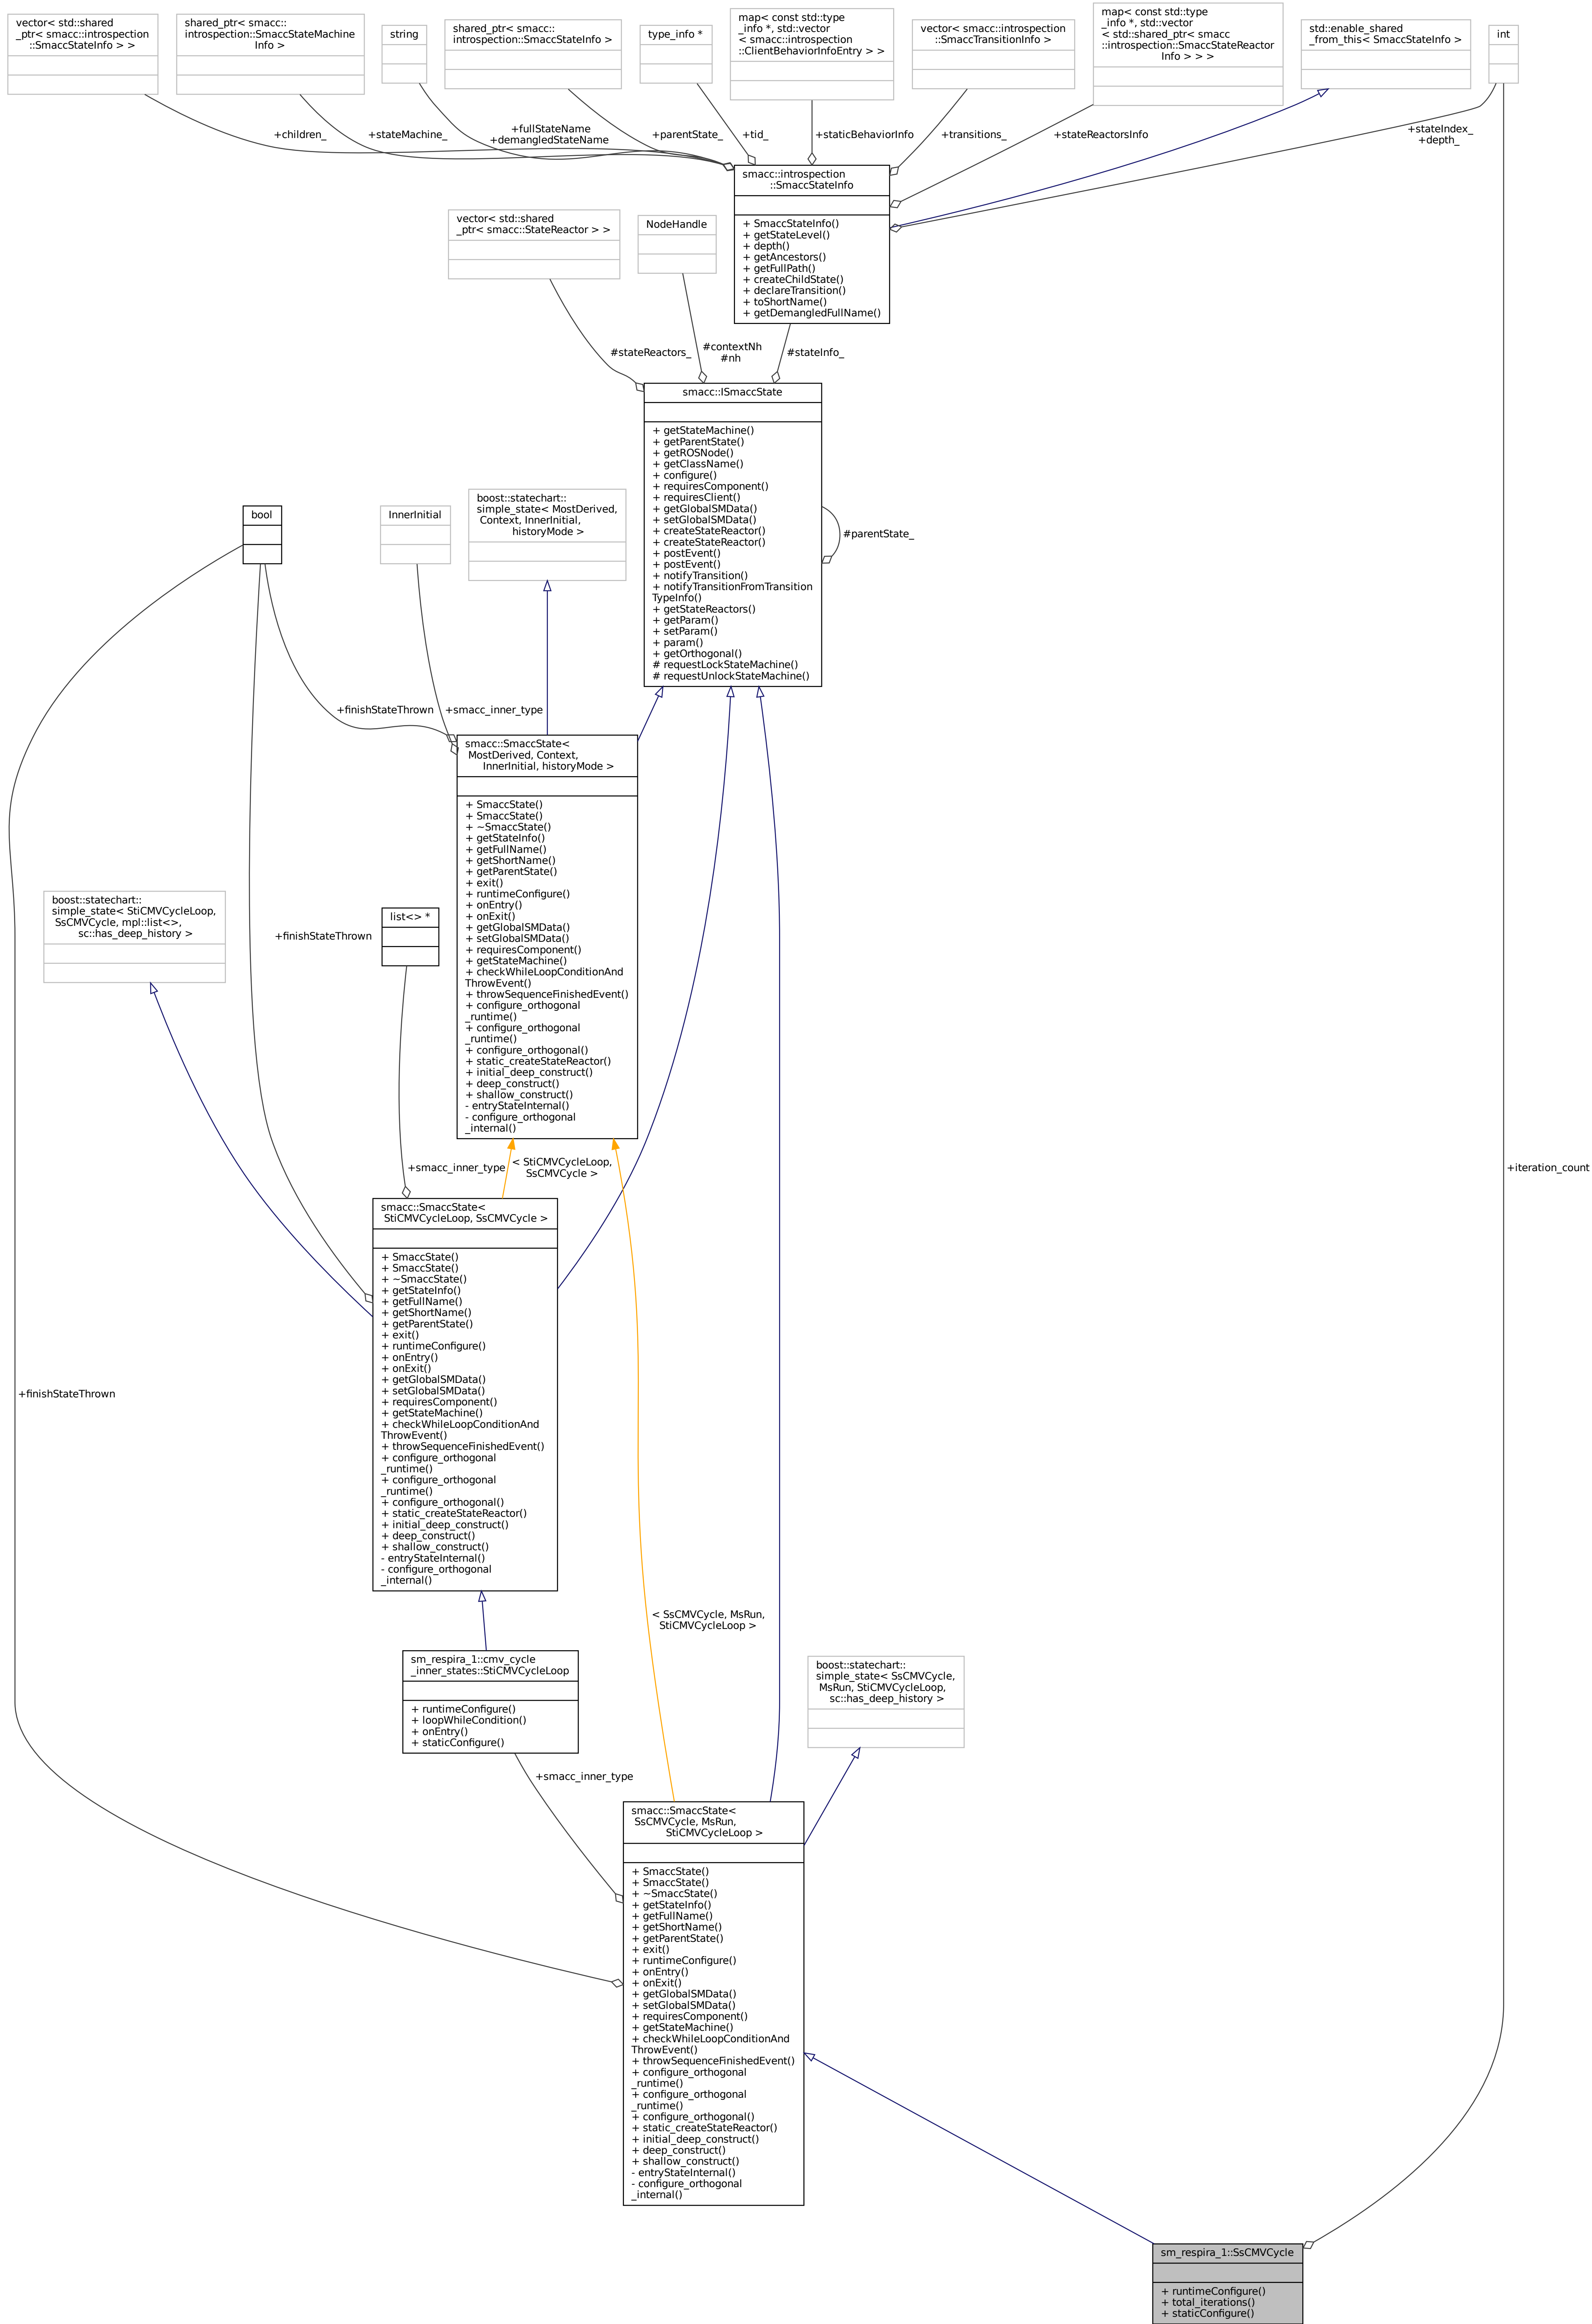 vector< std::shared
_ptr< smacc::introspection
::SmaccStateInfo > >
shared_ptr< smacc::
introspection::SmaccStateMachine
Info >
string
shared_ptr< smacc::
introspection::SmaccStateInfo >
type_info *
map< const std::type
_info *, std::vector
< smacc::introspection
::ClientBehaviorInfoEntry > >
vector< smacc::introspection
::SmaccTransitionInfo >
map< const std::type
_info *, std::vector
< std::shared_ptr< smacc
::introspection::SmaccStateReactor
Info > > >
std::enable_shared
_from_this< SmaccStateInfo >
int
+children_
+stateMachine_
+fullStateName
+demangledStateName
+parentState_
+tid_
+staticBehaviorInfo
+transitions_
+stateReactorsInfo
+stateIndex_
+depth_
smacc::introspection
::SmaccStateInfo
+ SmaccStateInfo()
+ getStateLevel()
+ depth()
+ getAncestors()
+ getFullPath()
+ createChildState()
+ declareTransition()
+ toShortName()
+ getDemangledFullName()
vector< std::shared
_ptr< smacc::StateReactor > >
NodeHandle
#stateReactors_
#contextNh
#nh
#stateInfo_
smacc::ISmaccState
+ getStateMachine()
+ getParentState()
+ getROSNode()
+ getClassName()
+ configure()
+ requiresComponent()
+ requiresClient()
+ getGlobalSMData()
+ setGlobalSMData()
+ createStateReactor()
+ createStateReactor()
+ postEvent()
+ postEvent()
+ notifyTransition()
+ notifyTransitionFromTransition
TypeInfo()
+ getStateReactors()
+ getParam()
+ setParam()
+ param()
+ getOrthogonal()
# requestLockStateMachine()
# requestUnlockStateMachine()
#parentState_
bool
InnerInitial
boost::statechart::
simple_state< MostDerived,
Context, InnerInitial,
historyMode >
+finishStateThrown
+smacc_inner_type
smacc::SmaccState<
MostDerived, Context,
InnerInitial, historyMode >
+ SmaccState()
+ SmaccState()
+ ~SmaccState()
+ getStateInfo()
+ getFullName()
+ getShortName()
+ getParentState()
+ exit()
+ runtimeConfigure()
+ onEntry()
+ onExit()
+ getGlobalSMData()
+ setGlobalSMData()
+ requiresComponent()
+ getStateMachine()
+ checkWhileLoopConditionAnd
ThrowEvent()
+ throwSequenceFinishedEvent()
+ configure_orthogonal
_runtime()
+ configure_orthogonal
_runtime()
+ configure_orthogonal()
+ static_createStateReactor()
+ initial_deep_construct()
+ deep_construct()
+ shallow_construct()
- entryStateInternal()
- configure_orthogonal
_internal()
boost::statechart::
simple_state< StiCMVCycleLoop,
SsCMVCycle, mpl::list<>,
sc::has_deep_history >
+finishStateThrown
list<> *
+smacc_inner_type
< StiCMVCycleLoop,
SsCMVCycle >
+iteration_count
smacc::SmaccState<
StiCMVCycleLoop, SsCMVCycle >
+ SmaccState()
+ SmaccState()
+ ~SmaccState()
+ getStateInfo()
+ getFullName()
+ getShortName()
+ getParentState()
+ exit()
+ runtimeConfigure()
+ onEntry()
+ onExit()
+ getGlobalSMData()
+ setGlobalSMData()
+ requiresComponent()
+ getStateMachine()
+ checkWhileLoopConditionAnd
ThrowEvent()
+ throwSequenceFinishedEvent()
+ configure_orthogonal
_runtime()
+ configure_orthogonal
_runtime()
+ configure_orthogonal()
+ static_createStateReactor()
+ initial_deep_construct()
+ deep_construct()
+ shallow_construct()
- entryStateInternal()
- configure_orthogonal
_internal()
+finishStateThrown
< SsCMVCycle, MsRun,
StiCMVCycleLoop >
sm_respira_1::cmv_cycle
_inner_states::StiCMVCycleLoop
+ runtimeConfigure()
+ loopWhileCondition()
+ onEntry()
+ staticConfigure()
boost::statechart::
simple_state< SsCMVCycle,
MsRun, StiCMVCycleLoop,
sc::has_deep_history >
+smacc_inner_type
smacc::SmaccState<
SsCMVCycle, MsRun,
StiCMVCycleLoop >
+ SmaccState()
+ SmaccState()
+ ~SmaccState()
+ getStateInfo()
+ getFullName()
+ getShortName()
+ getParentState()
+ exit()
+ runtimeConfigure()
+ onEntry()
+ onExit()
+ getGlobalSMData()
+ setGlobalSMData()
+ requiresComponent()
+ getStateMachine()
+ checkWhileLoopConditionAnd
ThrowEvent()
+ throwSequenceFinishedEvent()
+ configure_orthogonal
_runtime()
+ configure_orthogonal
_runtime()
+ configure_orthogonal()
+ static_createStateReactor()
+ initial_deep_construct()
+ deep_construct()
+ shallow_construct()
- entryStateInternal()
- configure_orthogonal
_internal()
sm_respira_1::SsCMVCycle
+ runtimeConfigure()
+ total_iterations()
+ staticConfigure()